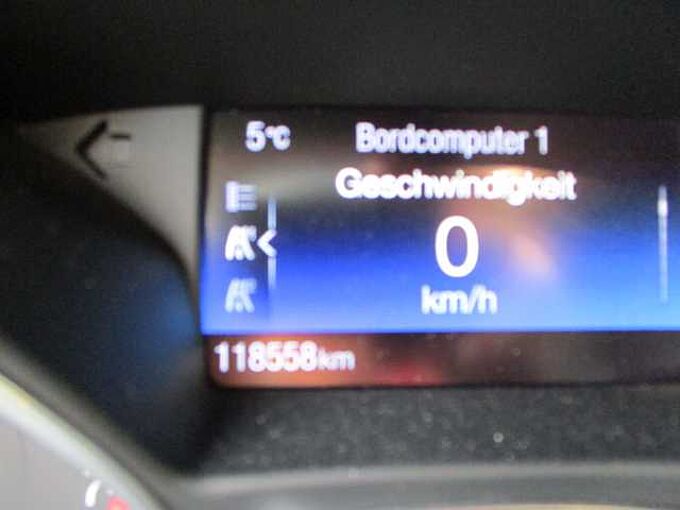 5°C Bordcomputer 1
Geschwindigkeit
0
km/h
118558km